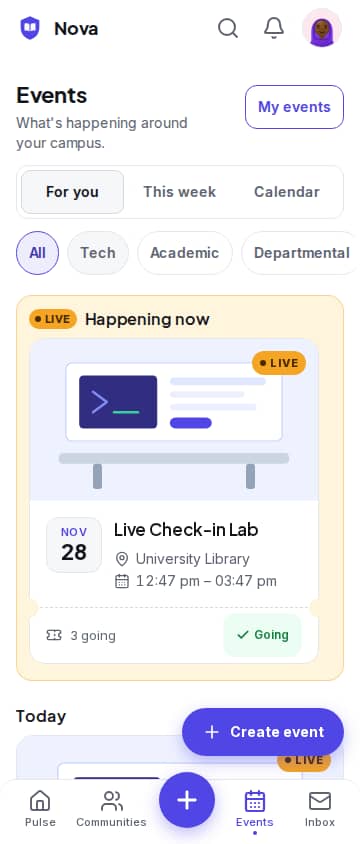 Nova
Events
My events
What's happening around
your campus.
For you
This week
Calendar
All
Tech
Academic
Departmental
LIVE
Happening now
LIVE
NOV
28
Live Check-in Lab
University Library
12:47 pm – 03:47 pm
3 going
Going
Today
Create event
LIVE
Pulse
Communities
Events
Inbox